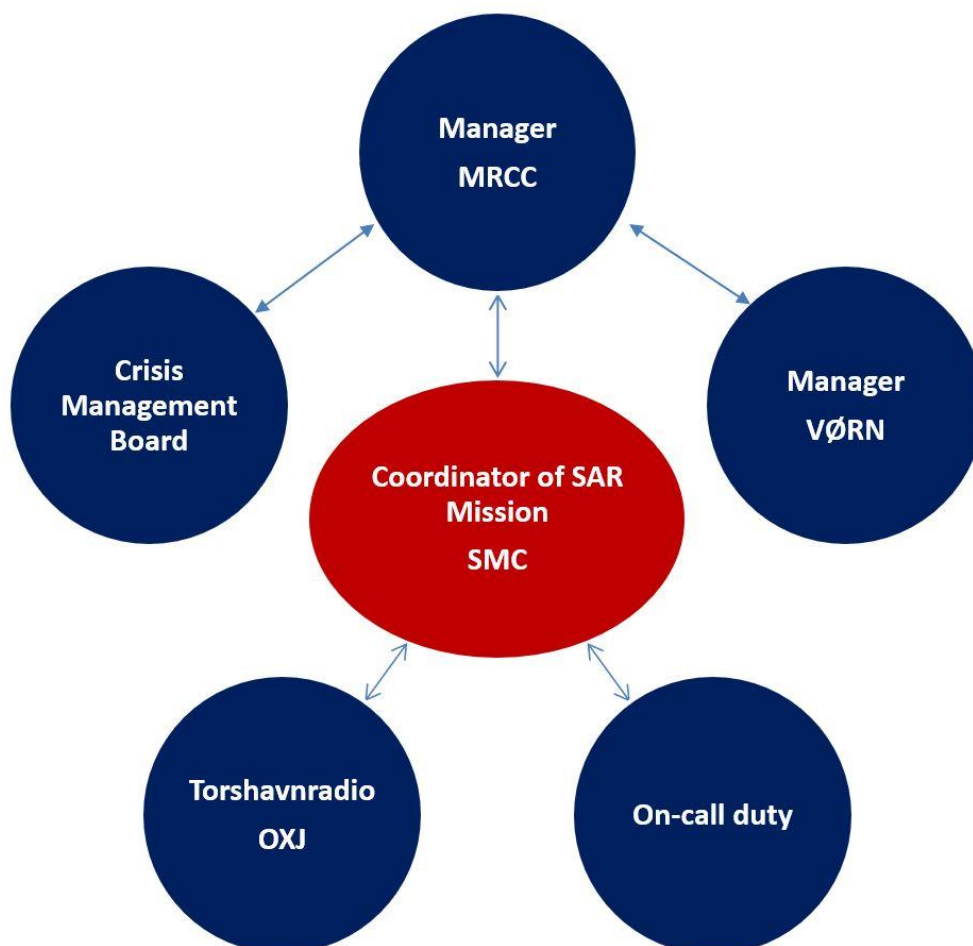 Manager
MRCC
Crisis
Management
Board
Manager
VØRN
Coordinator of SAR
Mission
SMC
Torshavnradio
OXJ
On-call duty